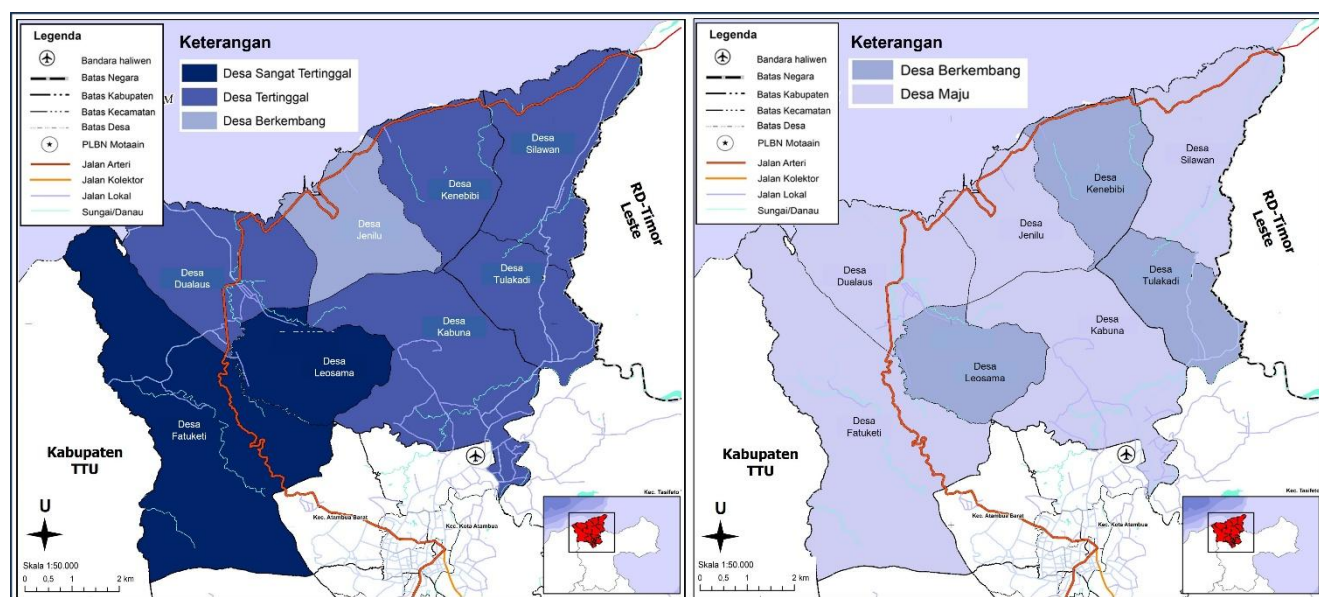 Legenda
Bandara haliwen
Batas Negara
Batas Kabupaten
Batas Kecamatan
Batas Desa
PLBN Motaain
Jalan Arteri
Jalan Kolektor
Jalan Lokal
Sungai/Danau
Keterangan
Desa Sangat Tertinggal
Desa Tertinggal
Desa Berkembang
M
Desa
Silawan
Desa
Kenebibi
Desa
Jenilu
Desa
Dualaus
Desa
Tulakadi
Desa
Kabuna
Desa
Leosama
Desa
Fatuketi
RD-Timor
Leste
Kabupaten
TTU
U
Skala 1:50.000
0 0,5 1 2 km
Kec. Atambua Barat
Kec. Kota Atambua
Kec. Tasifeto
Legenda
Bandara haliwen
Batas Negara
Batas Kabupaten
Batas Kecamatan
Batas Desa
PLBN Motaain
Jalan Arteri
Jalan Kolektor
Jalan Lokal
Sungai/Danau
Keterangan
Desa Berkembang
Desa Maju
Desa
Silawan
Desa
Kenebibi
Desa
Jenilu
Desa
Dualaus
Desa
Tulakadi
Desa
Kabuna
Desa
Leosama
Desa
Fatuketi
RD-Timor
Leste
Kabupaten
TTU
U
Skala 1:50.000
0 0,5 1 2 km
Kec. Atambua Barat
Kec. Kota Atambua
Kec. Tasifeto